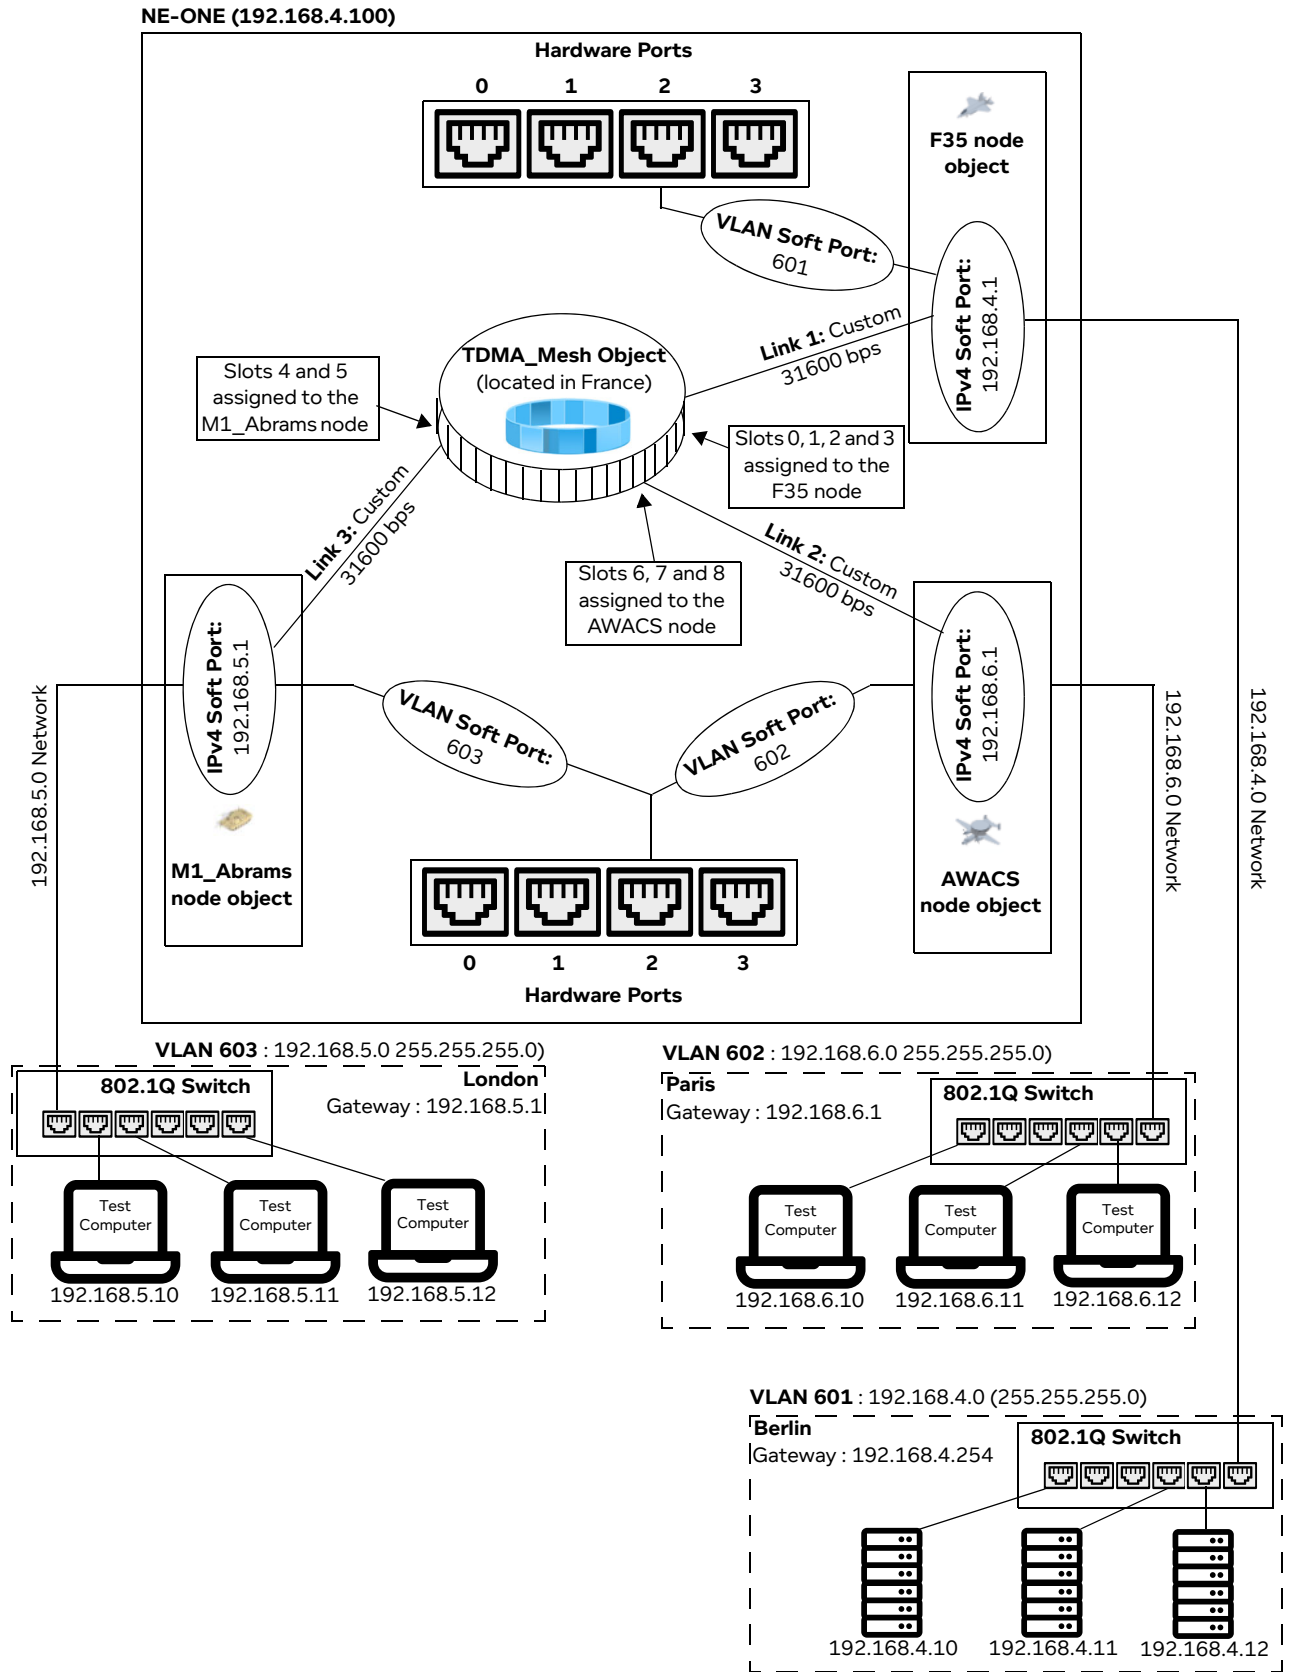 NE-ONE (192.168.4.100)
Hardware Ports
0 1 2 3
F35 node
object
VLAN Soft Port:
601
IPv4 Soft Port:
192.168.4.1
Link 1: Custom
31600 bps
TDMA_Mesh Object
(located in France)
Slots 4 and 5
assigned to the
M1_Abrams node
Slots 0, 1, 2 and 3
assigned to the
F35 node
Link 3: Custom
31600 bps
Link 2: Custom
31600 bps
Slots 6, 7 and 8
assigned to the
AWACS node
IPv4 Soft Port:
192.168.5.1
IPv4 Soft Port:
192.168.6.1
VLAN Soft Port:
603
VLAN Soft Port:
602
192.168.5.0 Network
192.168.6.0 Network
192.168.4.0 Network
M1_Abrams
node object
AWACS
node object
0 1 2 3
Hardware Ports
VLAN 603 : 192.168.5.0 255.255.255.0)
802.1Q Switch
London
Gateway : 192.168.5.1
Test
Computer
Test
Computer
Test
Computer
192.168.5.10
192.168.5.11
192.168.5.12
VLAN 602 : 192.168.6.0 255.255.255.0)
Paris
Gateway : 192.168.6.1
802.1Q Switch
Test
Computer
Test
Computer
Test
Computer
192.168.6.10
192.168.6.11
192.168.6.12
VLAN 601 : 192.168.4.0 (255.255.255.0)
Berlin
Gateway : 192.168.4.254
802.1Q Switch
192.168.4.10
192.168.4.11
192.168.4.12